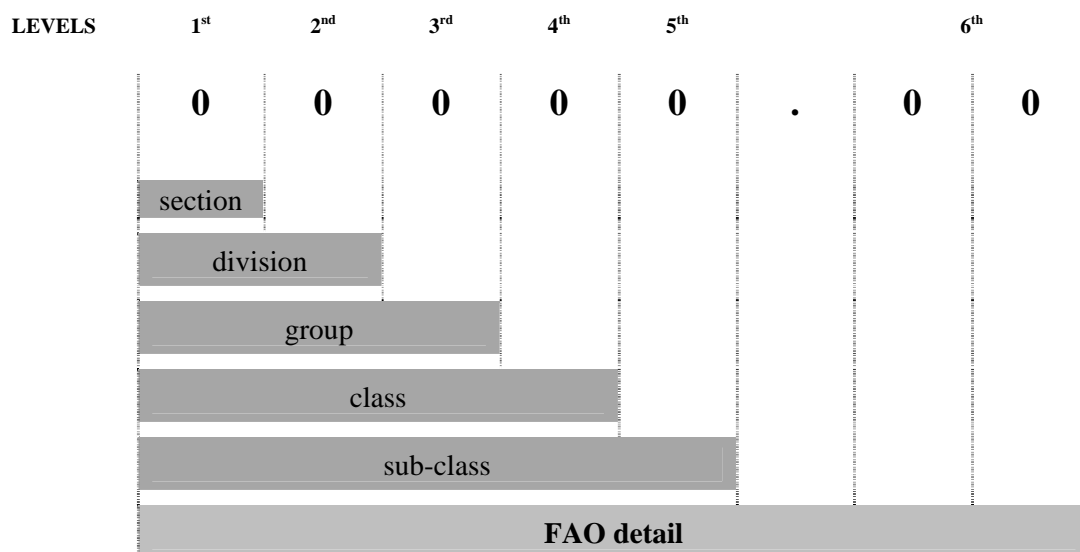 LEVELS 1st 2nd 3rd 4th 5th 6th
0 0 0 0 0 . 0 0
section
division
group
class
sub-class
FAO detail